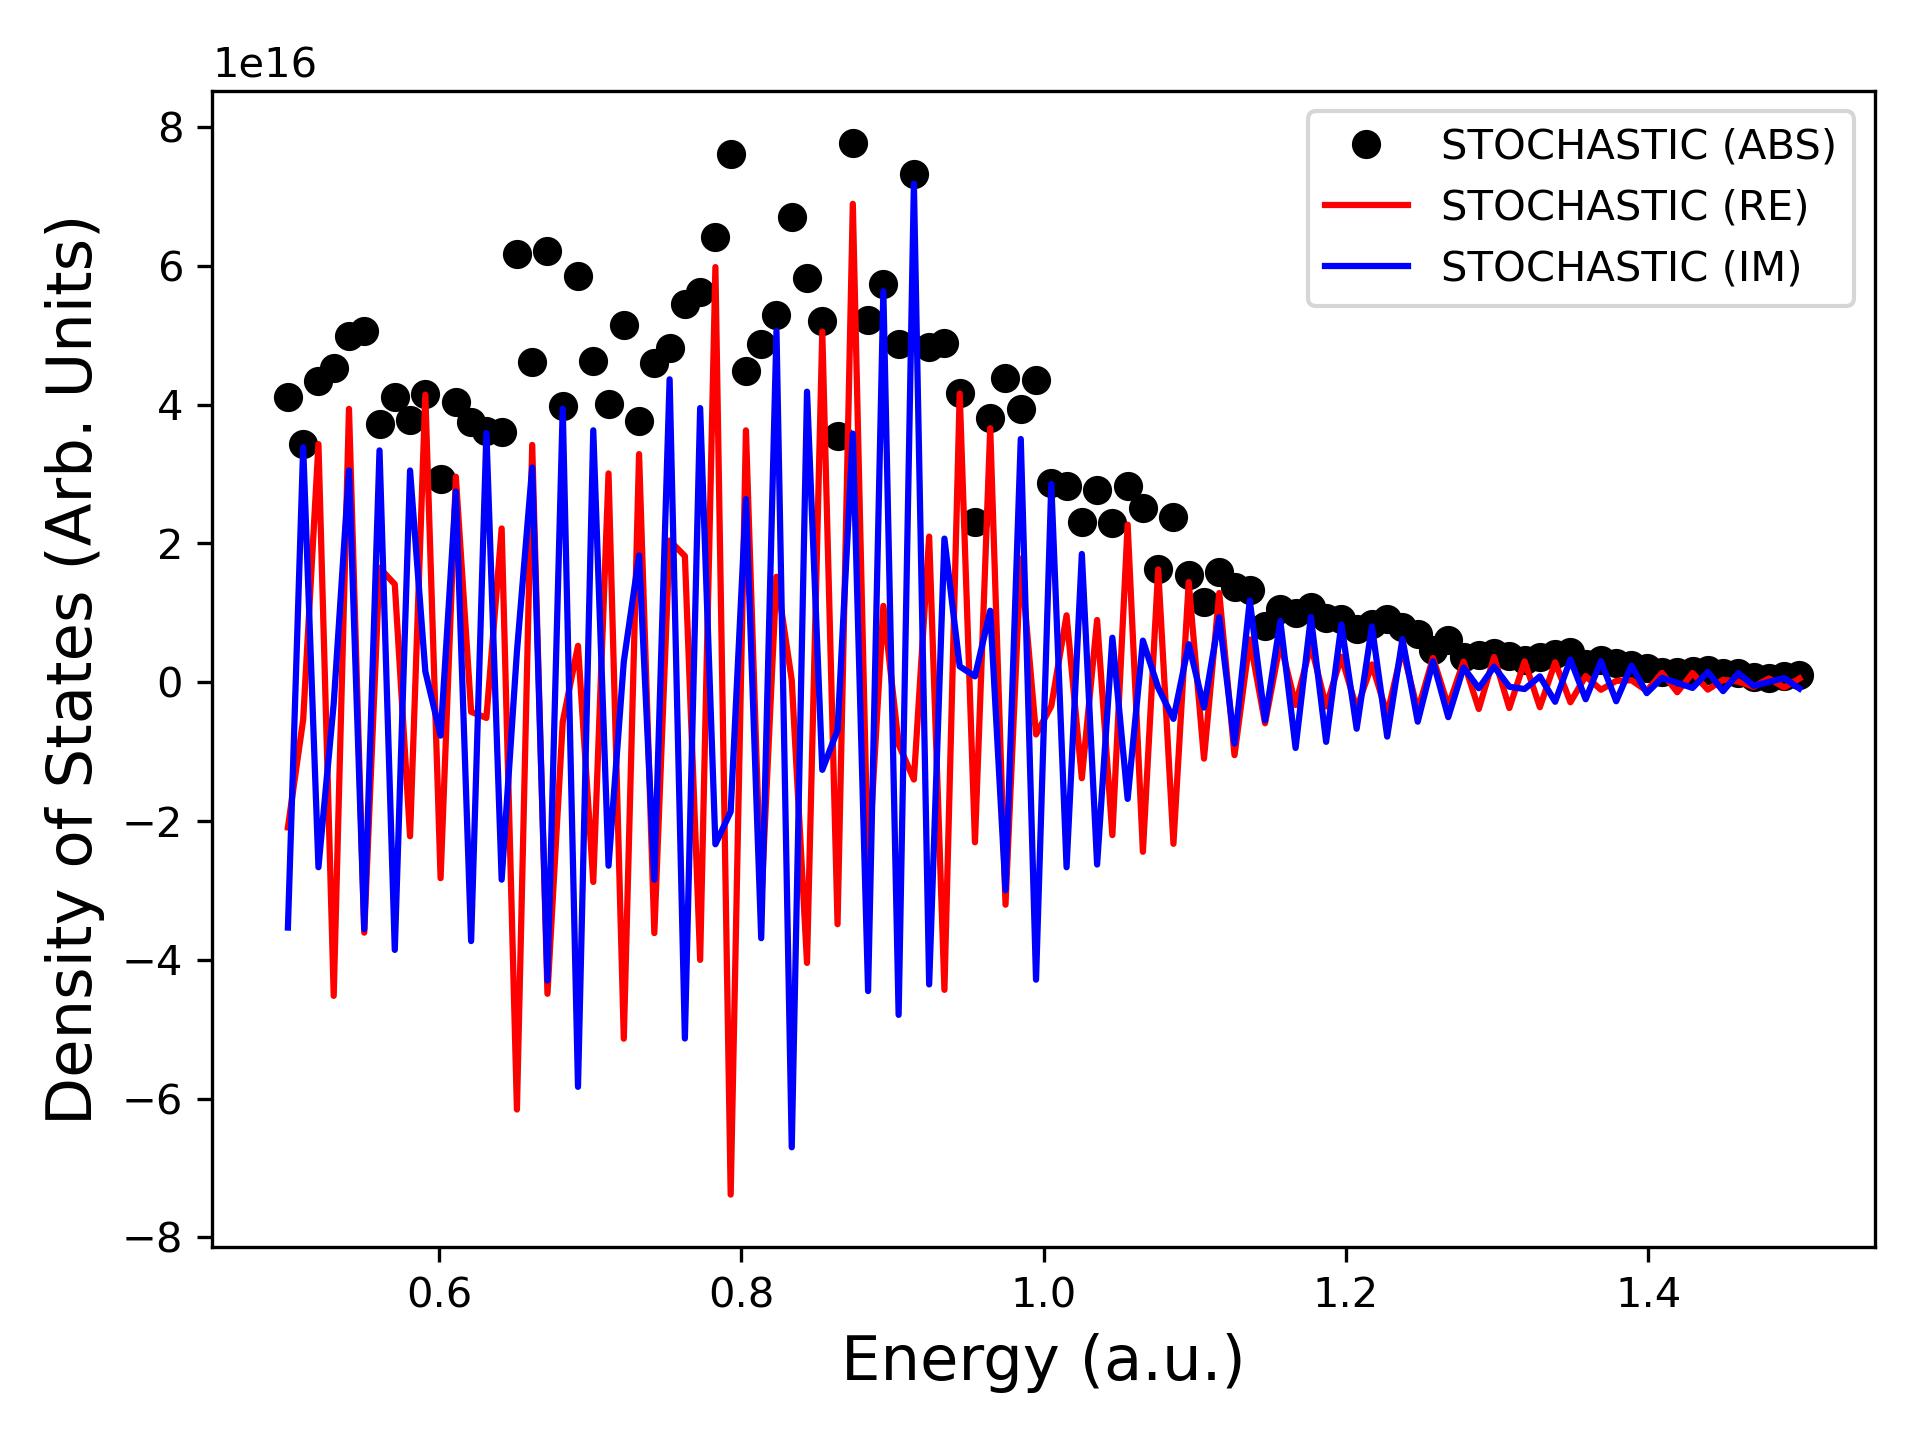 1e16
8
6
4
2
0
−2
−4
−6
−8
Density of States (Arb. Units)
STOCHASTIC (ABS)
STOCHASTIC (RE)
STOCHASTIC (IM)
0.6 0.8 1.0 1.2 1.4
Energy (a.u.)